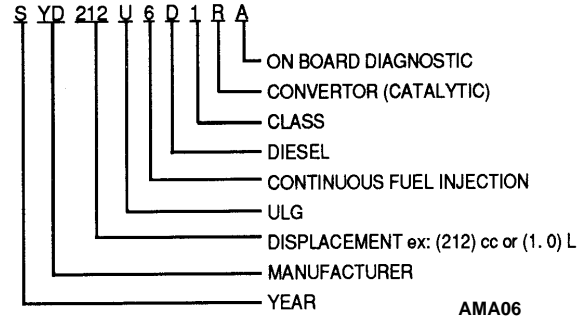 S YD 212 U 6 D 1 R A
ON BOARD DIAGNOSTIC
CONVERTOR (CATALYTIC)
CLASS
DIESEL
CONTINUOUS FUEL INJECTION
ULG
DISPLACEMENT ex: (212) cc or (1. 0) L
MANUFACTURER
YEAR
AMA06